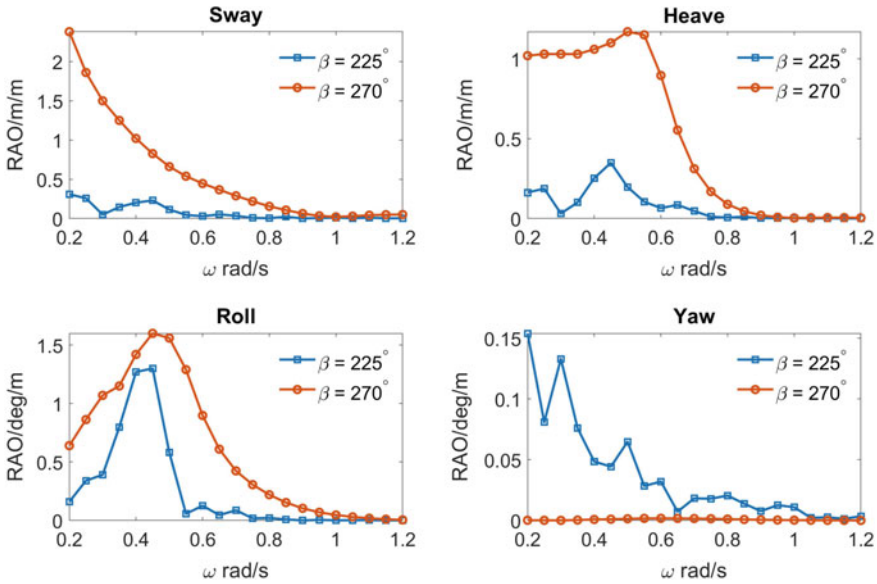 Sway
RAO/m/m
2
1.5
1
0.5
0
0.2 0.4 0.6 0.8 1 1.2
ω rad/s
β = 225°
β = 270°
Heave
RAO/m/m
1
0.5
0
0.2 0.4 0.6 0.8 1 1.2
ω rad/s
β = 225°
β = 270°
Roll
RAO/deg/m
1.5
1
0.5
0
0.2 0.4 0.6 0.8 1 1.2
ω rad/s
β = 225°
β = 270°
Yaw
RAO/deg/m
0.15
0.1
0.05
0
0.2 0.4 0.6 0.8 1 1.2
ω rad/s
β = 225°
β = 270°